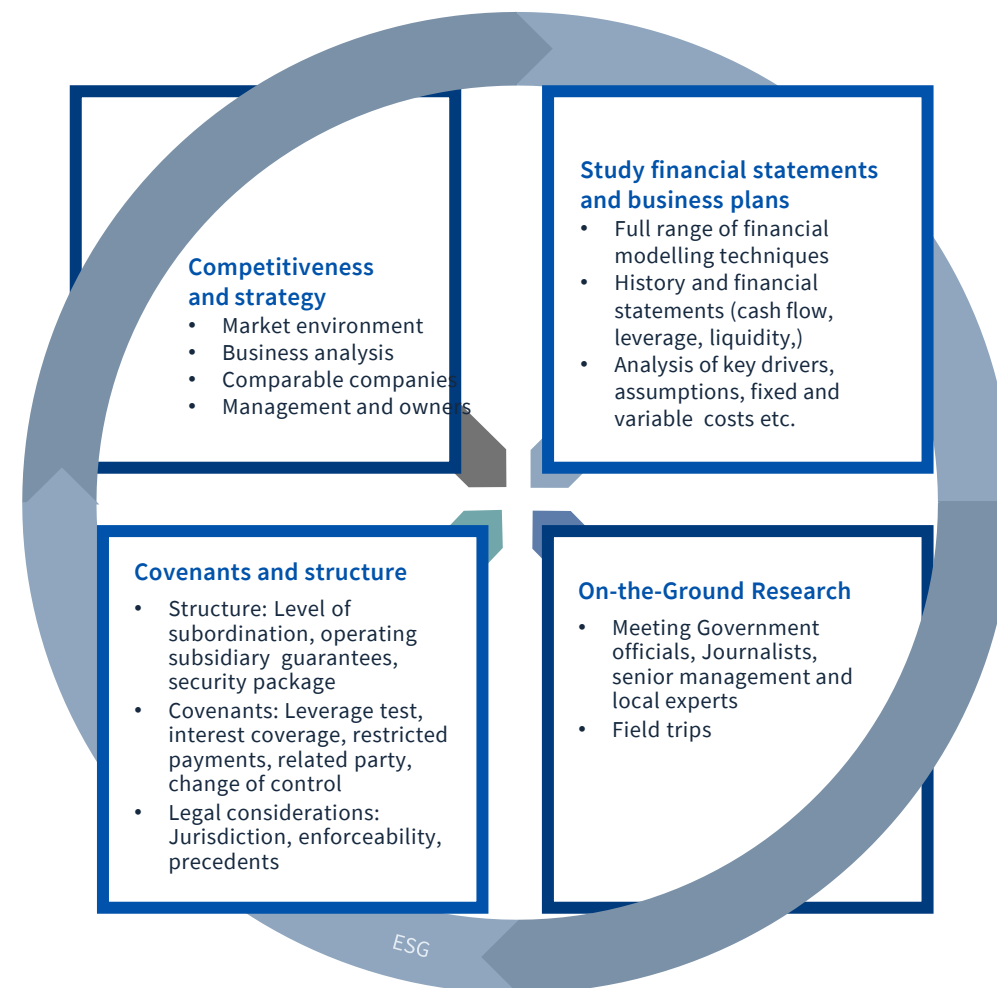 Competitiveness
and strategy
• Market environment
• Business analysis
• Comparable companies
• Management and owners
Study financial statements
and business plans
• Full range of financial
modelling techniques
• History and financial
statements (cash flow,
leverage, liquidity,)
• Analysis of key drivers,
assumptions, fixed and
variable  costs etc.
Covenants and structure
• Structure: Level of
subordination, operating
subsidiary  guarantees,
security package
• Covenants: Leverage test,
interest coverage, restricted
payments, related party,
change of control
• Legal considerations:
Jurisdiction, enforceability,
precedents
On-the-Ground Research
• Meeting Government
officials, Journalists,
senior management and
local experts
• Field trips
ESG